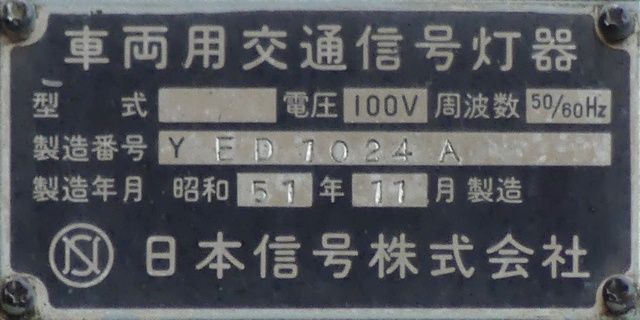 車両用交通信号灯器
型式 電圧 100V 周波数 50/60Hz
製造番号 YED1024A
製造年月 昭和 51 年 11 月 製造
日本信号株式会社